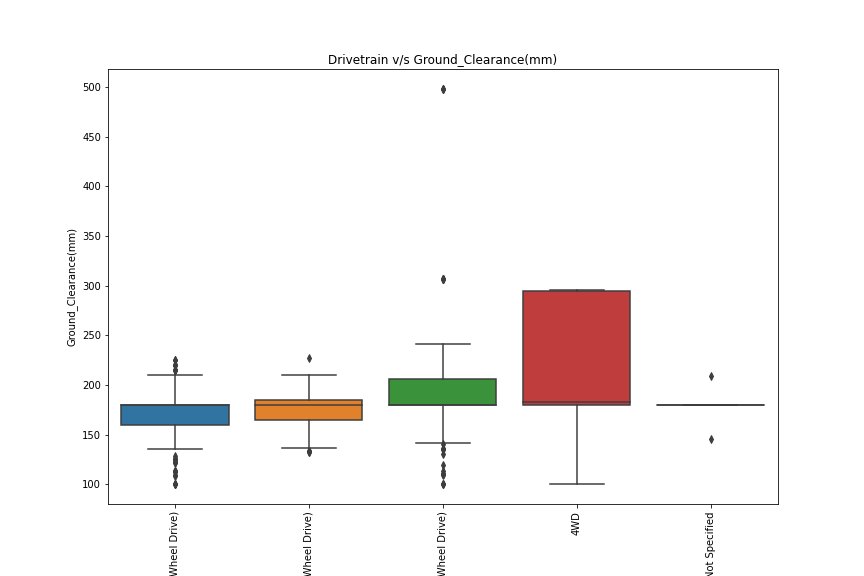 Drivetrain v/s Ground_Clearance(mm)
Ground_Clearance(mm)
500
450
400
350
300
250
200
150
100
Wheel Drive)
Wheel Drive)
Wheel Drive)
4WD
Not Specified